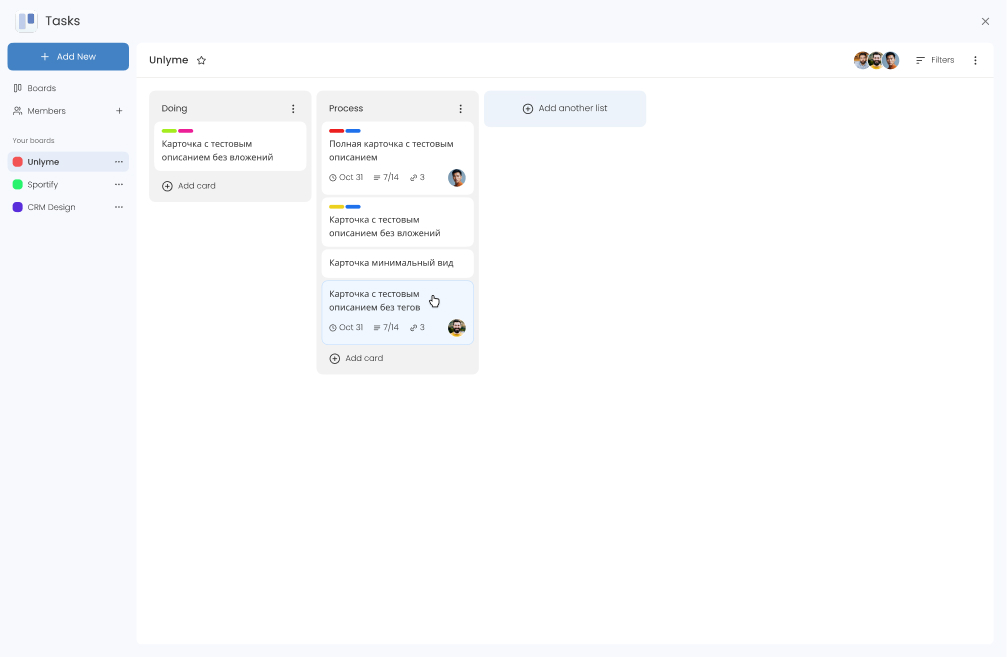 Tasks
Add New
Boards
Members
Your boards
Unlyme
Sportify
CRM Design
Unlyme
Filters
Doing
Карточка с тестовым
описанием без вложений
Add card
Process
Полная карточка с тестовым
описанием
Oct 31 7/14 3
Карточка с тестовым
описанием без вложений
Карточка минимальный вид
Карточка с тестовым
описанием без тегов
Oct 31 7/14 3
Add card
Add another list